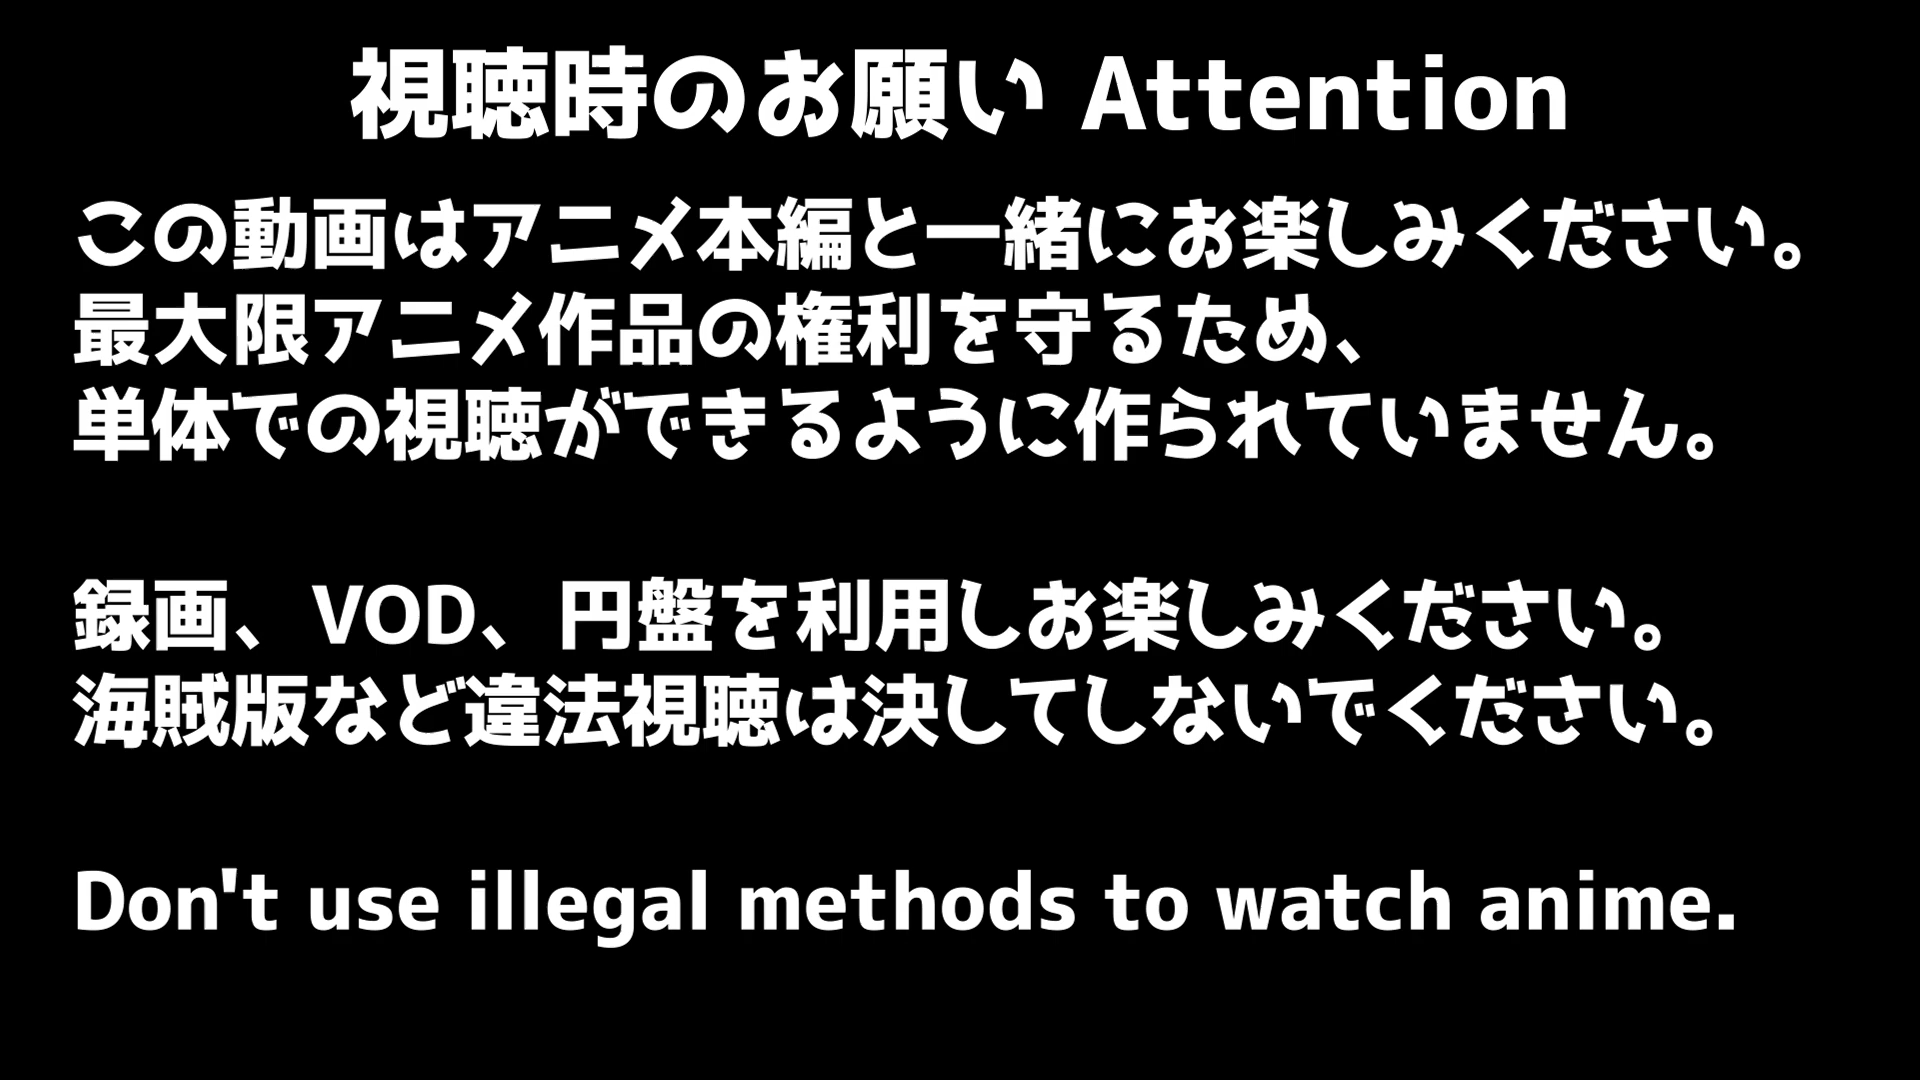 視聴時のお願い Attention
この動画はアニメ本編と一緒にお楽しみください。
最大限アニメ作品の権利を守るため、
単体での視聴ができるように作られていません。
録画、VOD、円盤を利用しお楽しみください。
海賊版など違法視聴は決してしないでください。
Don't use illegal methods to watch anime.